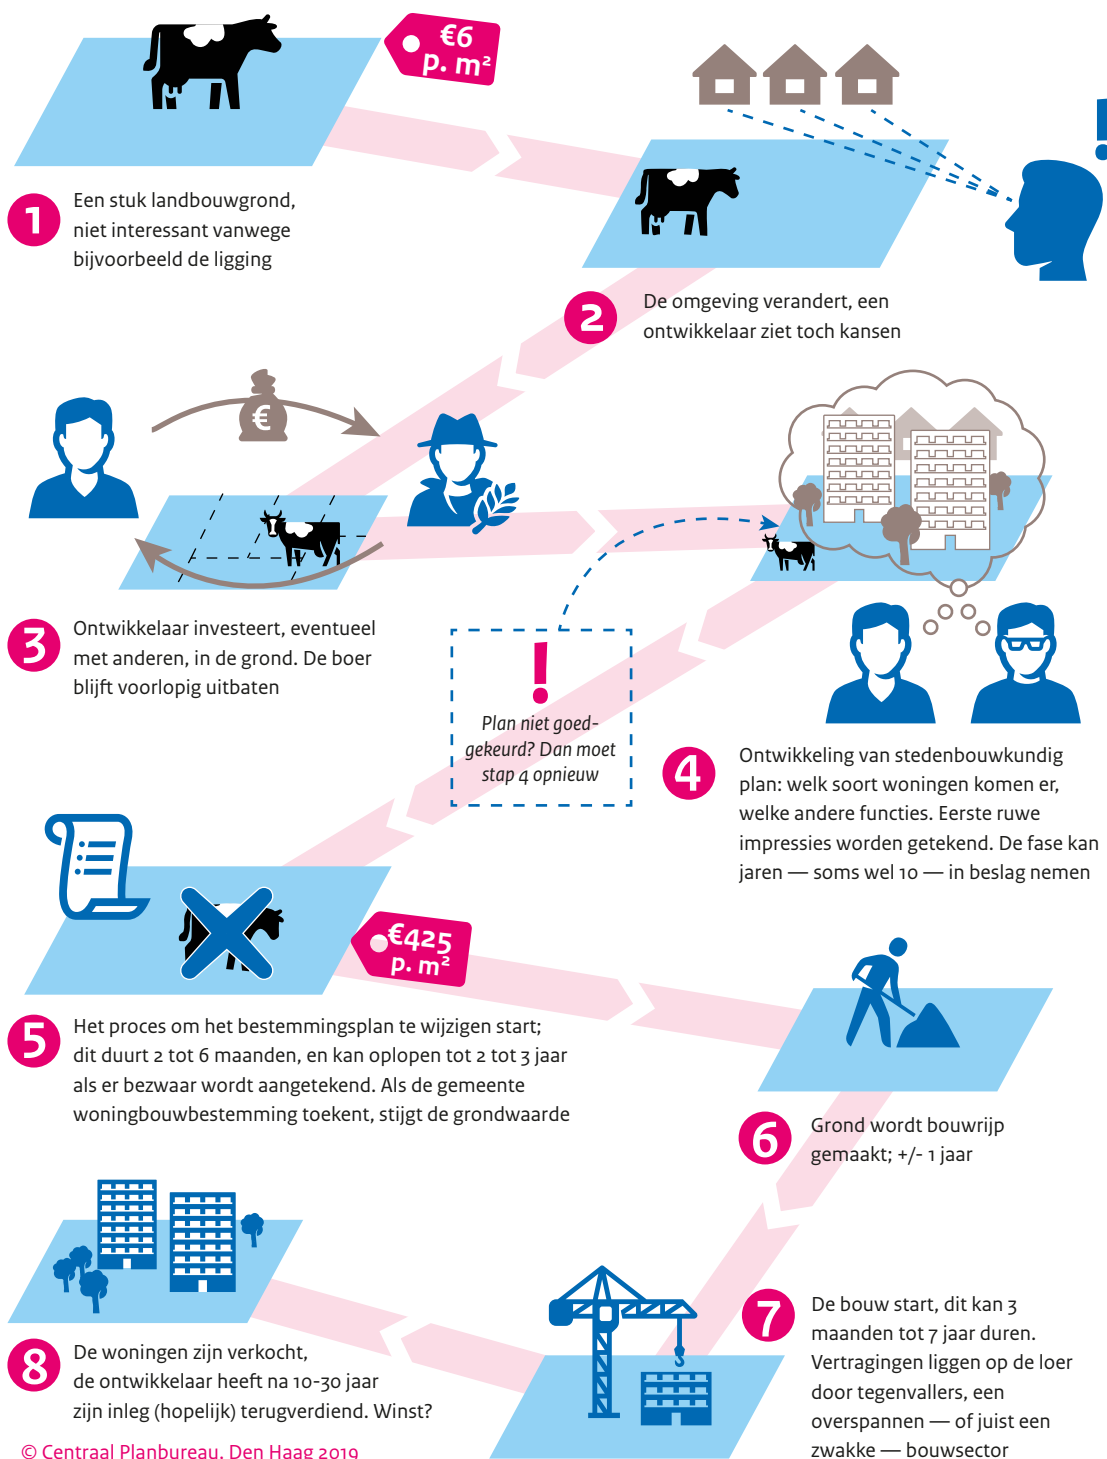 €6
p. m²
1
Een stuk landbouwgrond,
niet interessant vanwege
bijvoorbeeld de ligging
!
2
De omgeving verandert, een
ontwikkelaar ziet toch kansen
€
3
Ontwikkelaar investeert, eventueel
met anderen, in de grond. De boer
blijft voorlopig uitbaten
!
Plan niet goed-
gekeurd? Dan moet
stap 4 opnieuw
4
Ontwikkeling van stedenbouwkundig
plan: welk soort woningen komen er,
welke andere functies. Eerste ruwe
impressies worden getekend. De fase kan
jaren — soms wel 10 — in beslag nemen
€425
p. m²
5
Het proces om het bestemmingsplan te wijzigen start;
dit duurt 2 tot 6 maanden, en kan oplopen tot 2 tot 3 jaar
als er bezwaar wordt aangetekend. Als de gemeente
woningbouwbestemming toekent, stijgt de grondwaarde
6
Grond wordt bouwrijp
gemaakt; +/- 1 jaar
7
De bouw start, dit kan 3
maanden tot 7 jaar duren.
Vertragingen liggen op de loer
door tegenvallers, een
overspannen — of juist een
zwakke — bouwsector
8
De woningen zijn verkocht,
de ontwikkelaar heeft na 10-30 jaar
zijn inleg (hopelijk) terugverdiend. Winst?
© Centraal Planbureau, Den Haag 2019